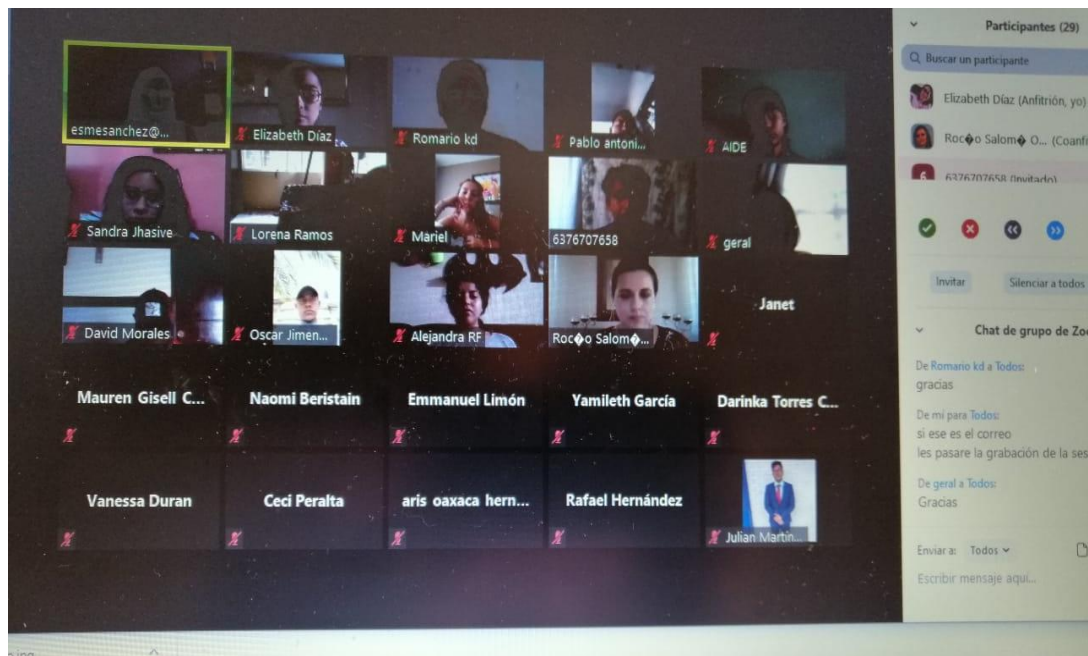 Participantes (29)
Buscar un participante
Elizabeth Díaz (Anfitrión, yo)
Roc�o Salom� O... (Coanfi
6 6376707658 (Invitado)
Invitar
Silenciar a todos
Chat de grupo de Zoo
De Romario kd a Todos:
gracias
De mí para Todos:
si ese es el correo
les pasare la grabación de la ses
De geral a Todos:
Gracias
Enviar a: Todos
Escribir mensaje aquí...
esmesanchez@...
Elizabeth Díaz
Romario kd
Pablo antoni...
AIDE
Sandra Jhasive
Lorena Ramos
Mariel
6376707658
geral
David Morales
Oscar Jimen...
Alejandra RF
Roc�o Salom�...
Janet
Mauren Gisell C...
Naomi Beristain
Emmanuel Limón
Yamileth García
Darinka Torres C...
Vanessa Duran
Ceci Peralta
aris oaxaca hern...
Rafael Hernández
Julian Martín...